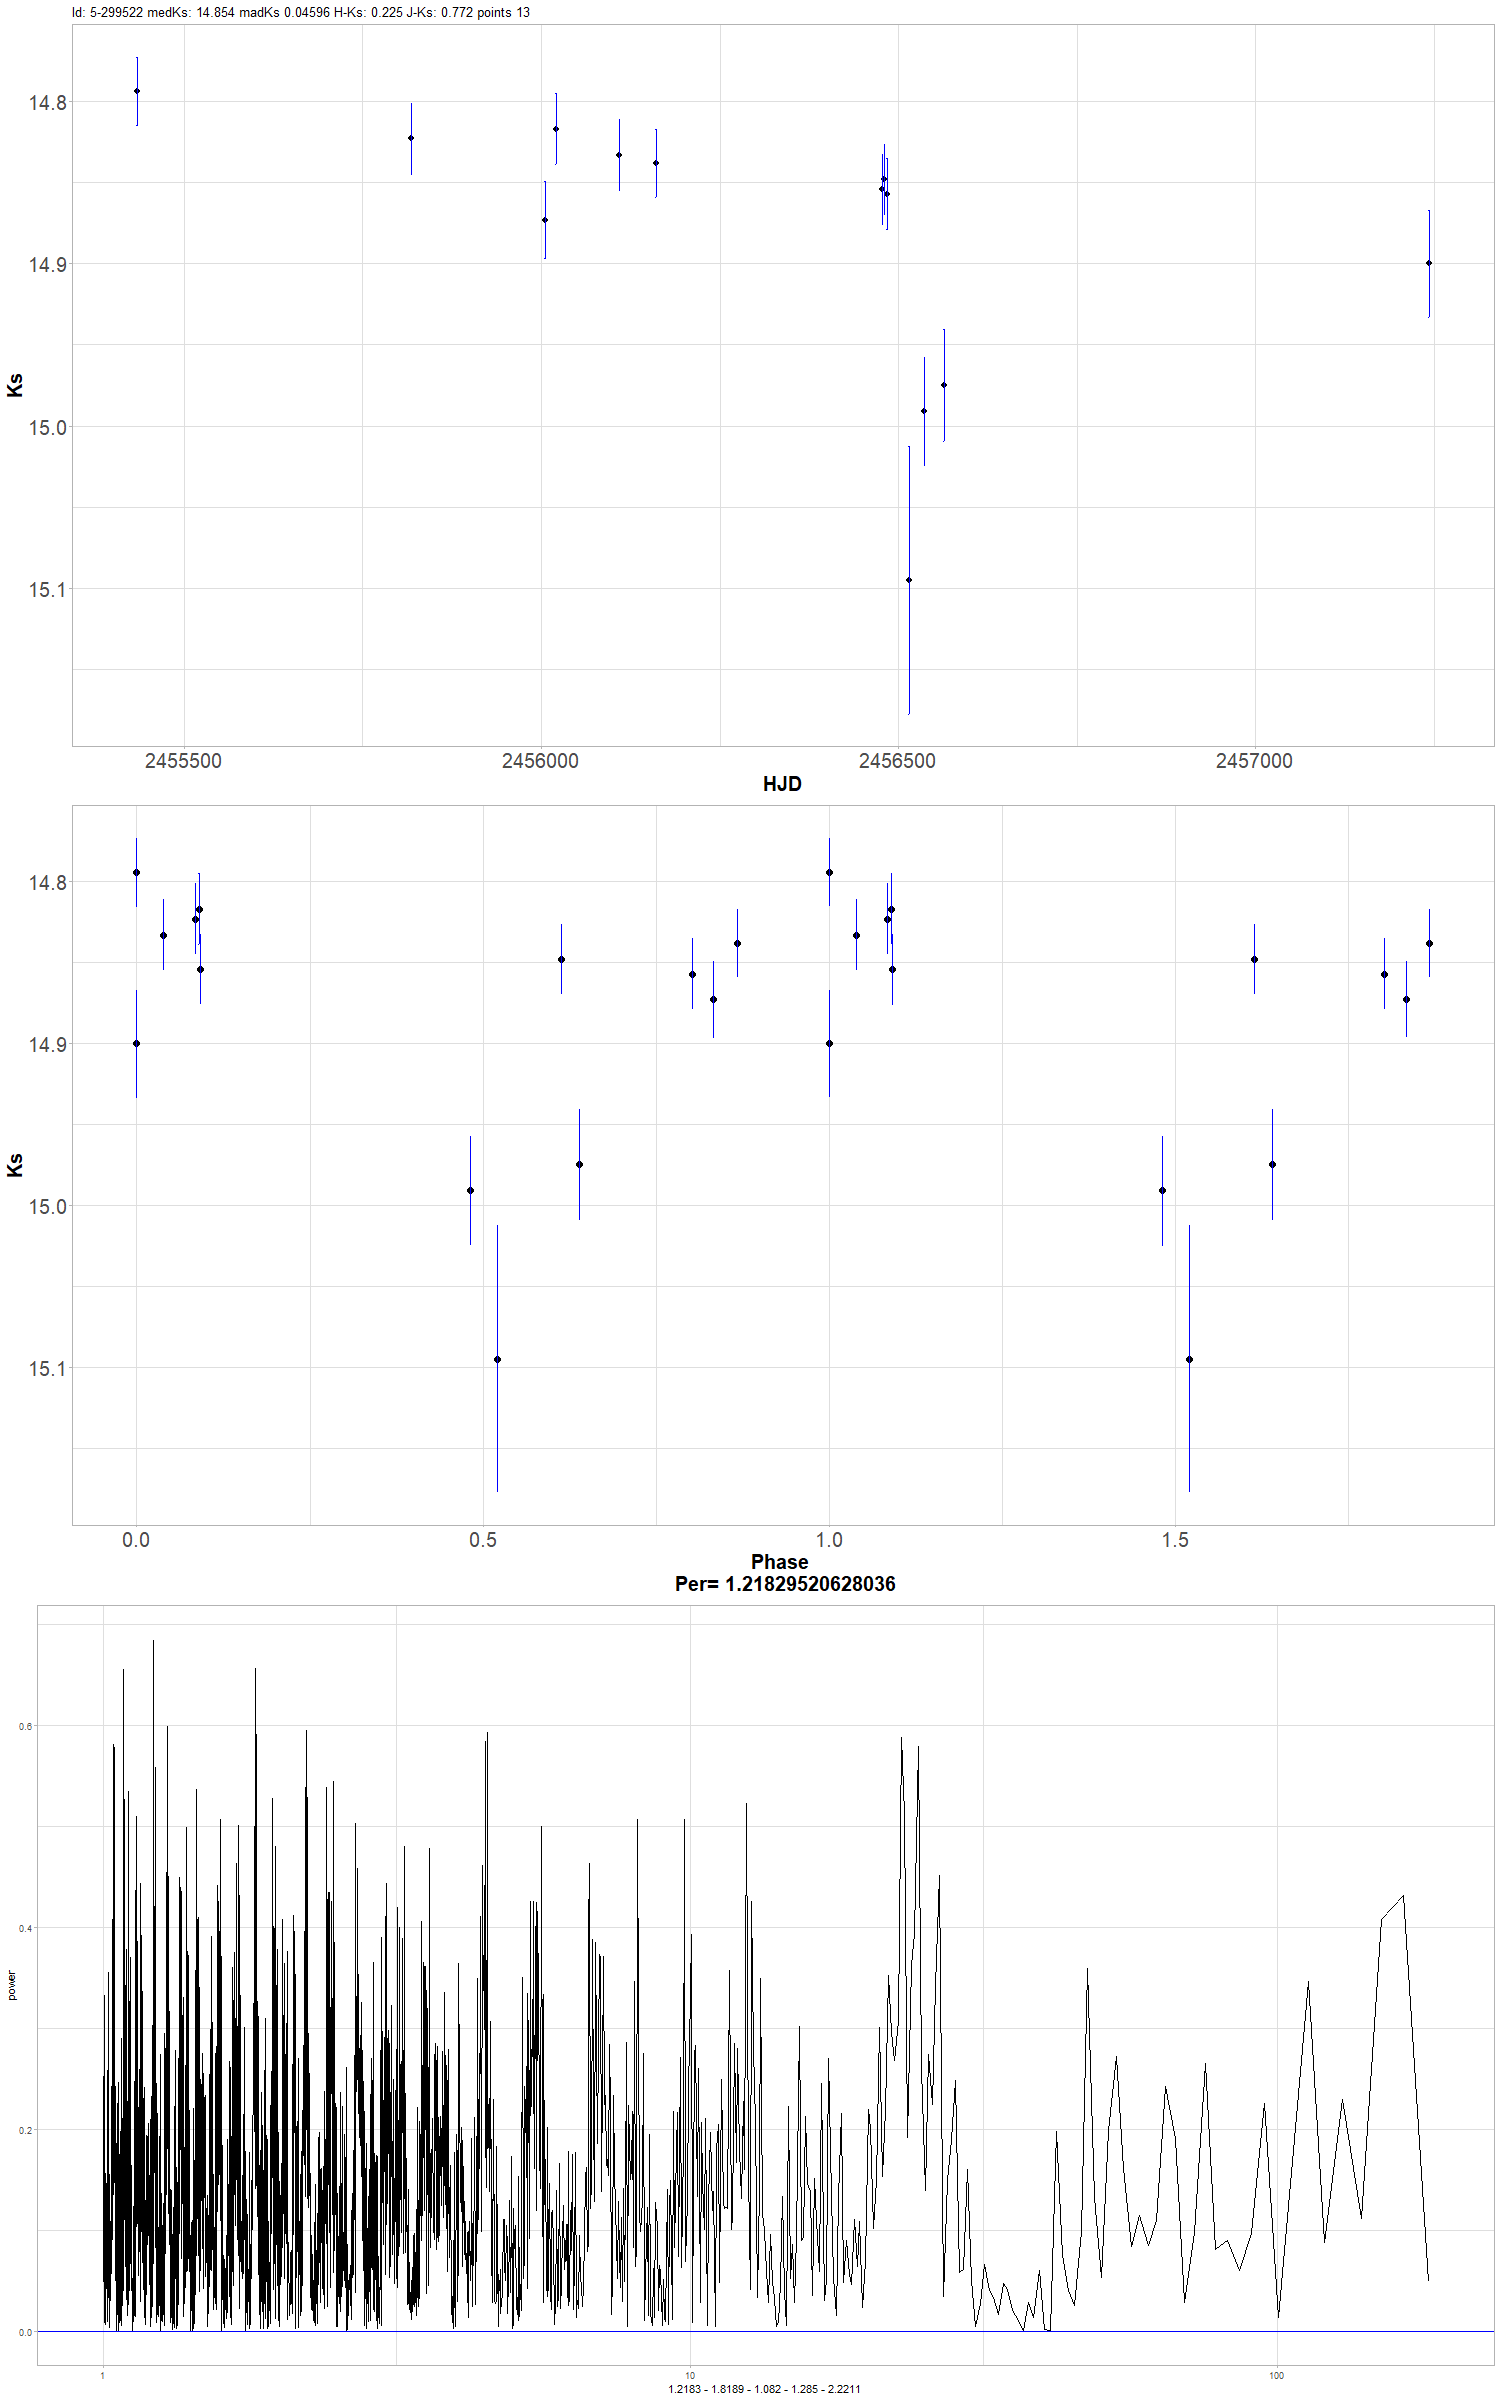 Id: 5-299522 medKs: 14.854 madKs 0.04596 H-Ks: 0.225 J-Ks: 0.772 points 13
14.8
14.9
15.0
15.1
Ks
2455500 2456000 2456500 2457000
HJD
14.8
14.9
15.0
15.1
Ks
0.0 0.5 1.0 1.5
Phase
Per= 1.21829520628036
0.6
0.4
0.2
0.0
power
1 10 100
1.2183 - 1.8189 - 1.082 - 1.285 - 2.2211